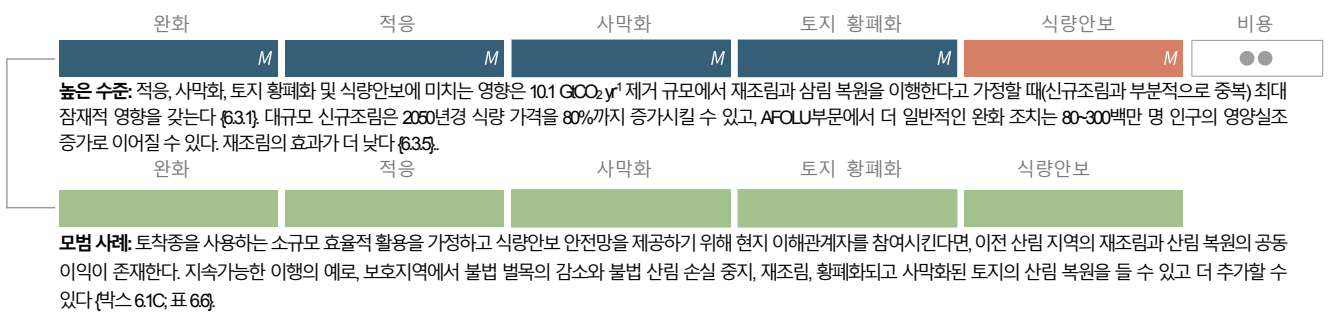 완화 적응 사막화 토지 황폐화 식량안보 비용
M M M M M
높은 수준: 적응, 사막화, 토지 황폐화 및 식량안보에 미치는 영향은 10.1 GtCO₂ yr⁻¹ 제거 규모에서 재조림과 삼림 복원을 이행한다고 가정할 때(신규조림과 부분적으로 중복) 최대
잠재적 영향을 갖는다 {6.3.1}. 대규모 신규조림은 2050년경 식량 가격을 80%까지 증가시킬 수 있고, AFOLU부문에서 더 일반적인 완화 조치는 80~300백만 명 인구의 영양실조
증가로 이어질 수 있다. 재조림의 효과가 더 낮다 {6.3.5}..
완화 적응 사막화 토지 황폐화 식량안보
모범 사례: 토착종을 사용하는 소규모 효율적 활용을 가정하고 식량안보 안전망을 제공하기 위해 현지 이해관계자를 참여시킨다면, 이전 산림 지역의 재조림과 산림 복원의 공동
이익이 존재한다. 지속가능한 이행의 예로, 보호지역에서 불법 벌목의 감소와 불법 산림 손실 중지, 재조림, 황폐화되고 사막화된 토지의 산림 복원을 들 수 있고 더 추가할 수
있다 {박스 6.1C; 표 6.6}.